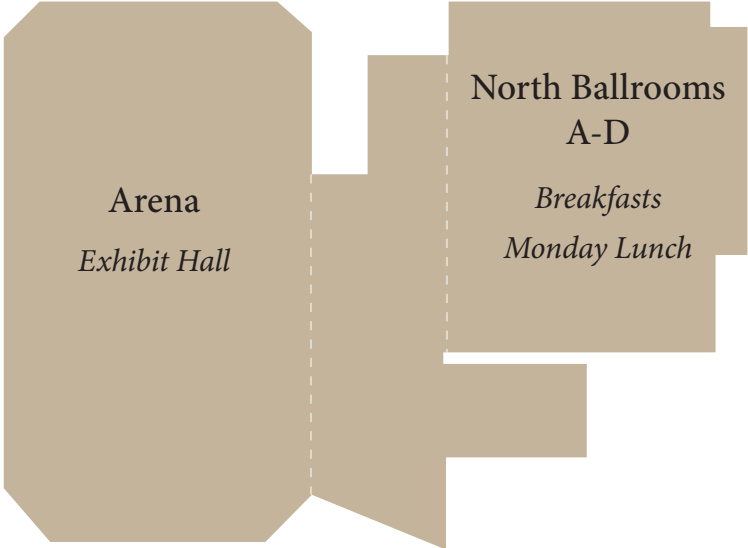 Arena
Exhibit Hall
North Ballrooms
A-D
Breakfasts
Monday Lunch